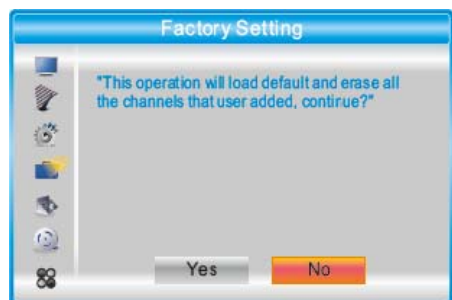 Factory Setting
"This operation will load default and erase all
the channels that user added, continue?"
Yes No